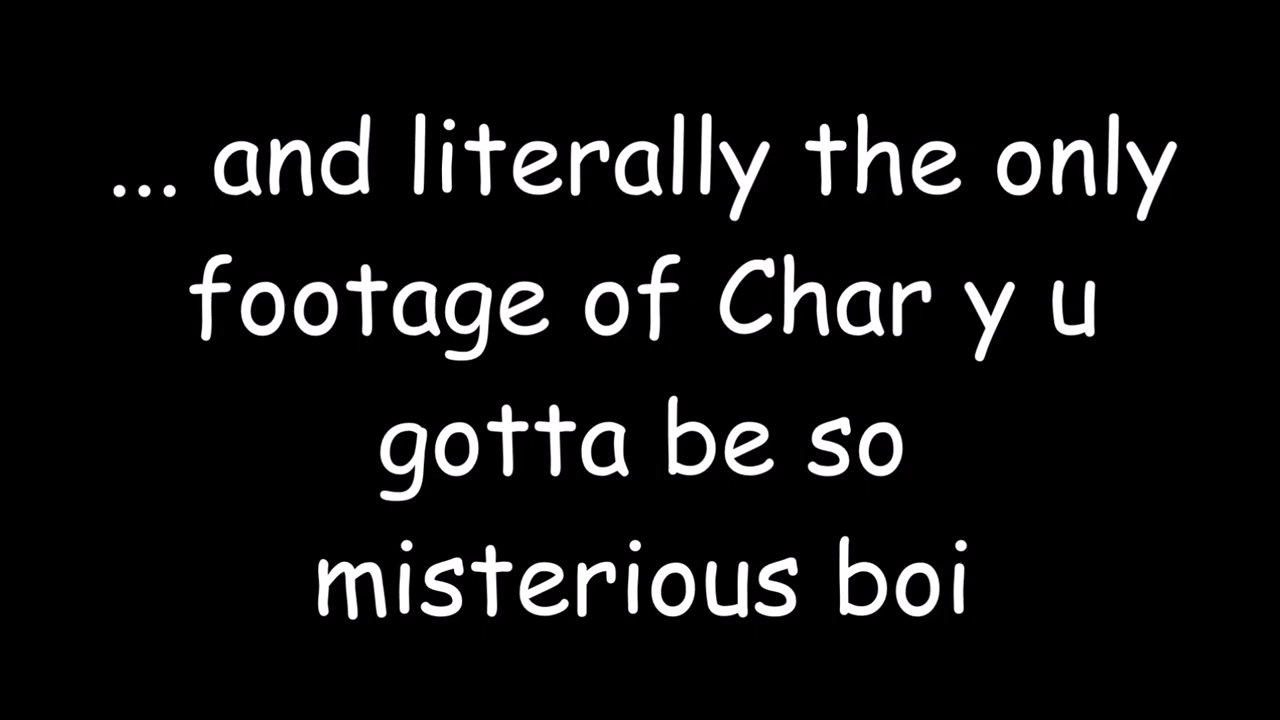 ... and literally the only
footage of Char y u
gotta be so
misterious boi